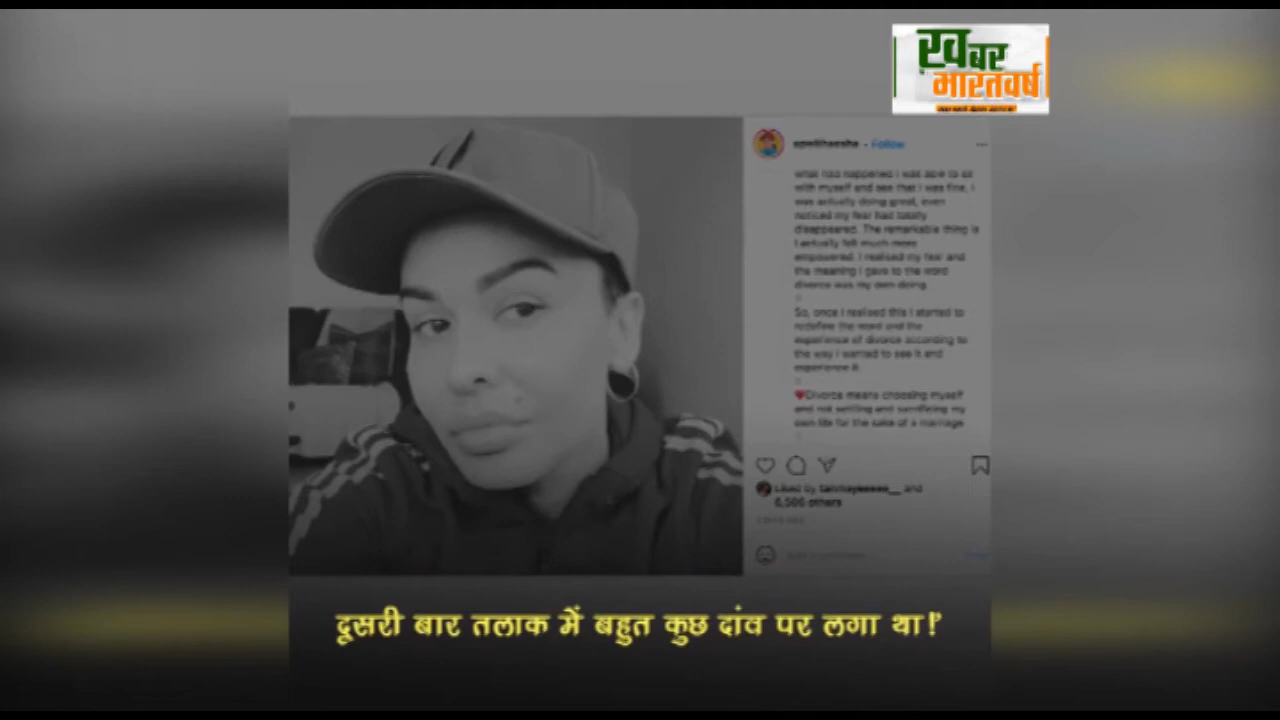 ख़बर
भारतवर्ष
Follow
what had happened I was able to sit
with myself and see that I was fine, I
was actually doing great, even
noticed my fear had totally
disappeared. The remarkable thing is
I actually felt much more
empowered. I realised my fear and
the meaning I gave to the word
divorce was my own doing.
So, once I realised this I started to
redefine the word and the
experience of divorce according to
the way I wanted to see it and
experience it.
❤Divorce means choosing myself
and not settling and sacrificing my
own life for the sake of a marriage
Liked by and
6,586 others
दूसरी बार तलाक में बहुत कुछ दांव पर लगा था!'